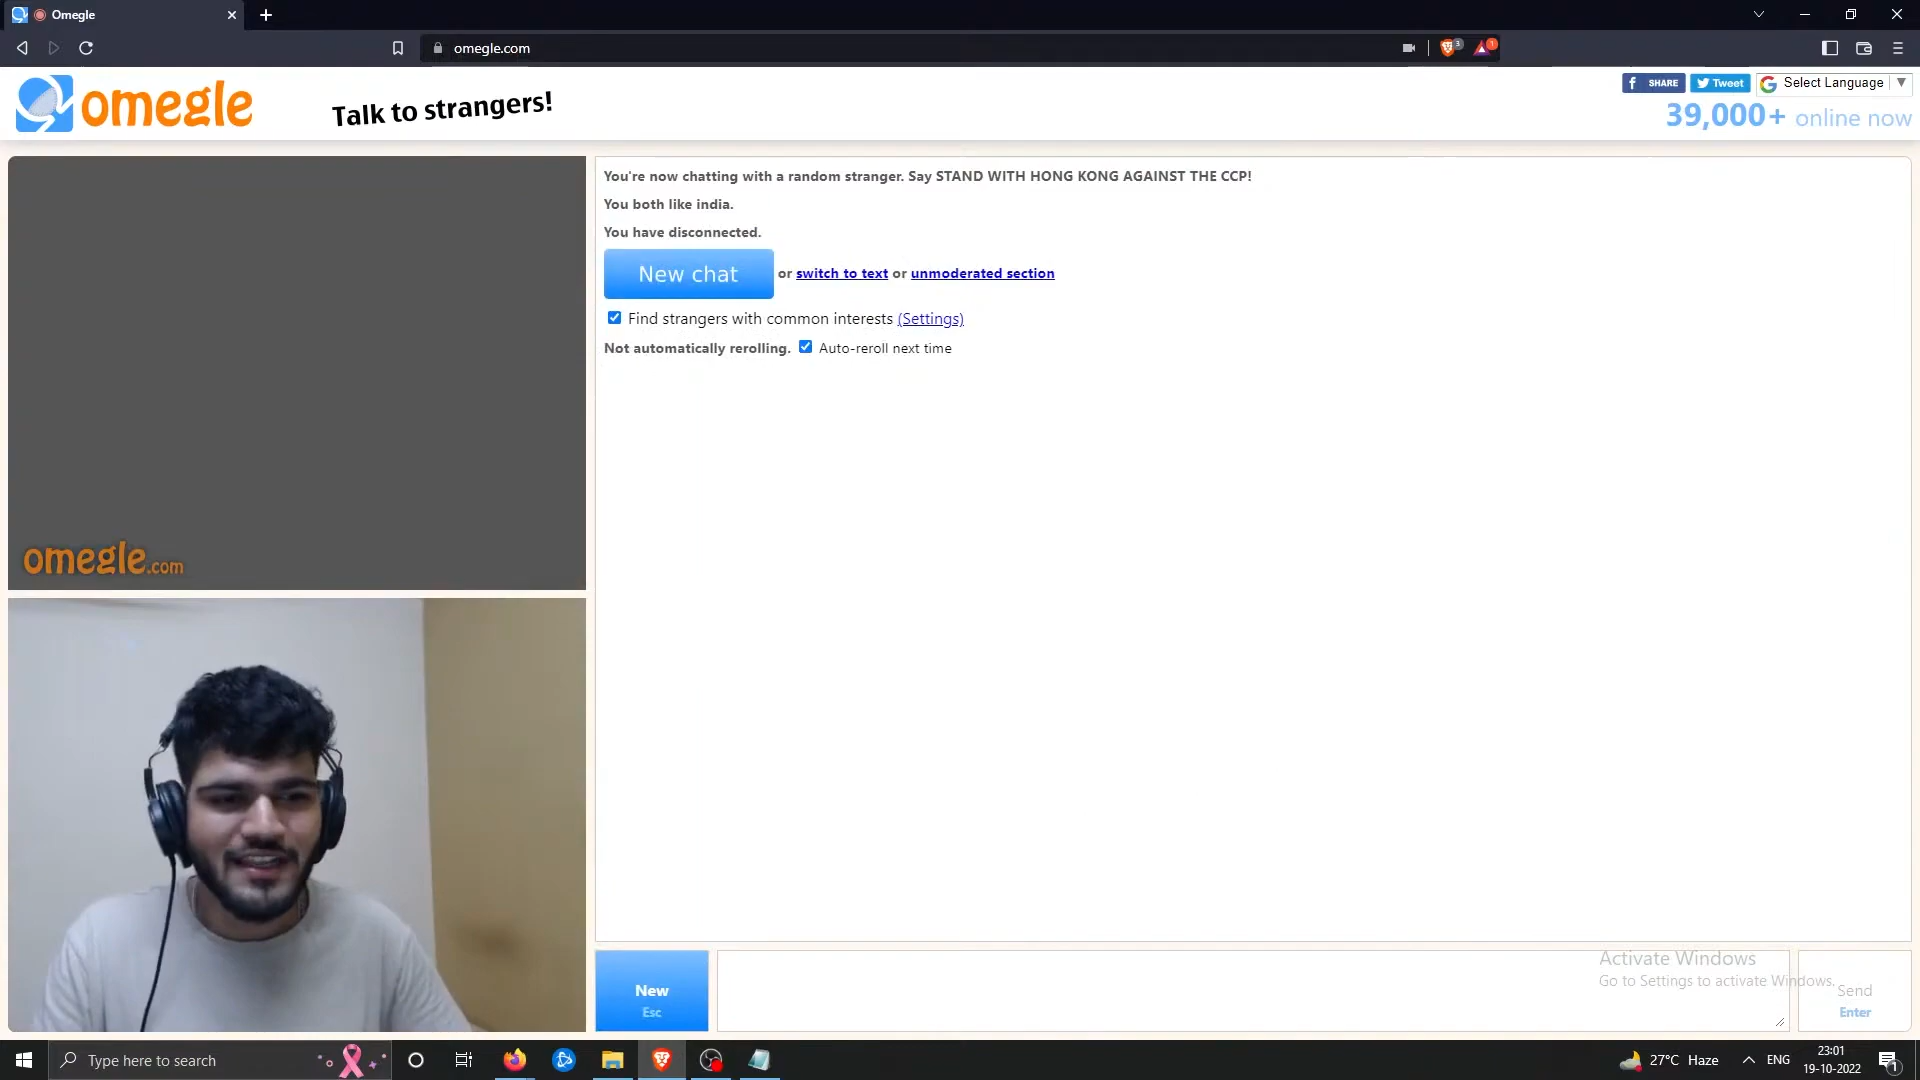 Omegle
omegle.com
3
1
omegle
Talk to strangers!
SHARE
Tweet
Select Language
39,000+ online now
You're now chatting with a random stranger. Say STAND WITH HONG KONG AGAINST THE CCP!
You both like india.
You have disconnected.
New chat or switch to text or unmoderated section
Find strangers with common interests (Settings)
Not automatically rerolling. Auto-reroll next time
omegle.com
New
Esc
Activate Windows
Go to Settings to activate Windows.
Send
Enter
Type here to search
27°C Haze
ENG
23:01
19-10-2022
1